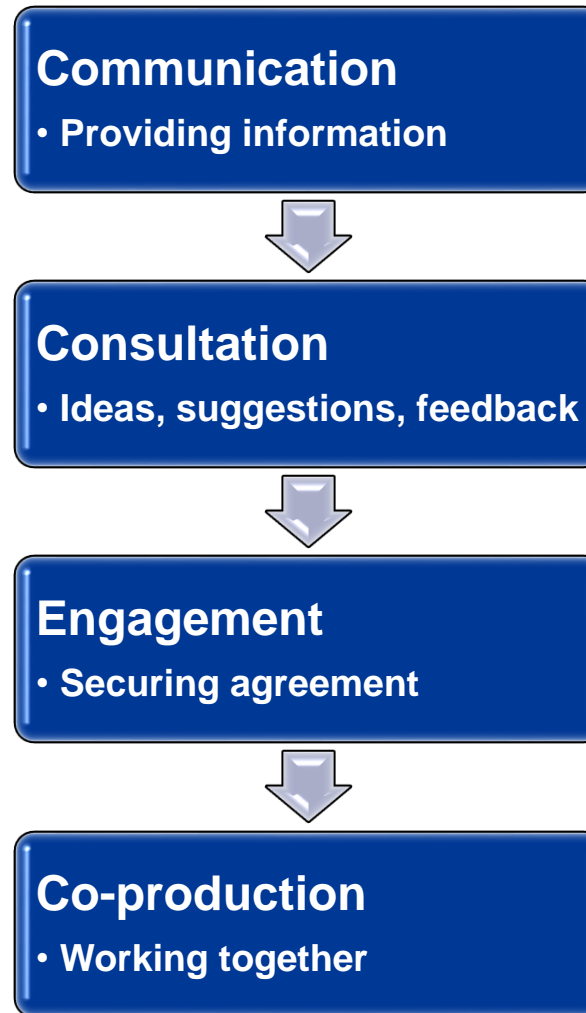 Communication
• Providing information
Consultation
• Ideas, suggestions, feedback
Engagement
• Securing agreement
Co-production
• Working together